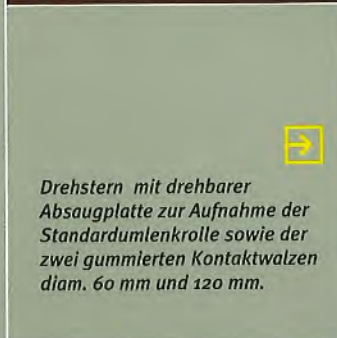 Drehstern mit drehbarer
Absaugplatte zur Aufnahme der
Standardumlenkrolle sowie der
zwei gummierten Kontaktwalzen
diam. 60 mm und 120 mm.